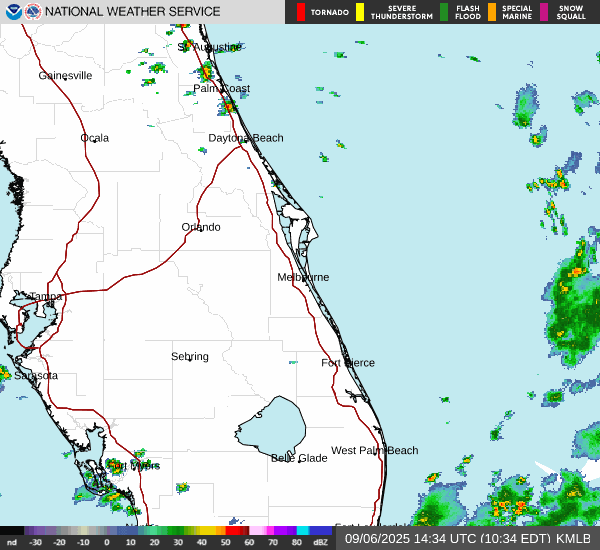 NATIONAL WEATHER SERVICE
TORNADO
SEVERE THUNDERSTORM
FLASH FLOOD
SPECIAL MARINE
SNOW SQUALL
St. Augustine
Gainesville
Palm Coast
Ocala
Daytona Beach
Orlando
Melbourne
Tampa
Sebring
Fort Pierce
Sarasota
West Palm Beach
Belle Glade
Fort Myers
nd -30 -20 -10 0 10 20 30 40 50 60 70 80 dBZ
09/06/2025 14:34 UTC (10:34 EDT) KMLB